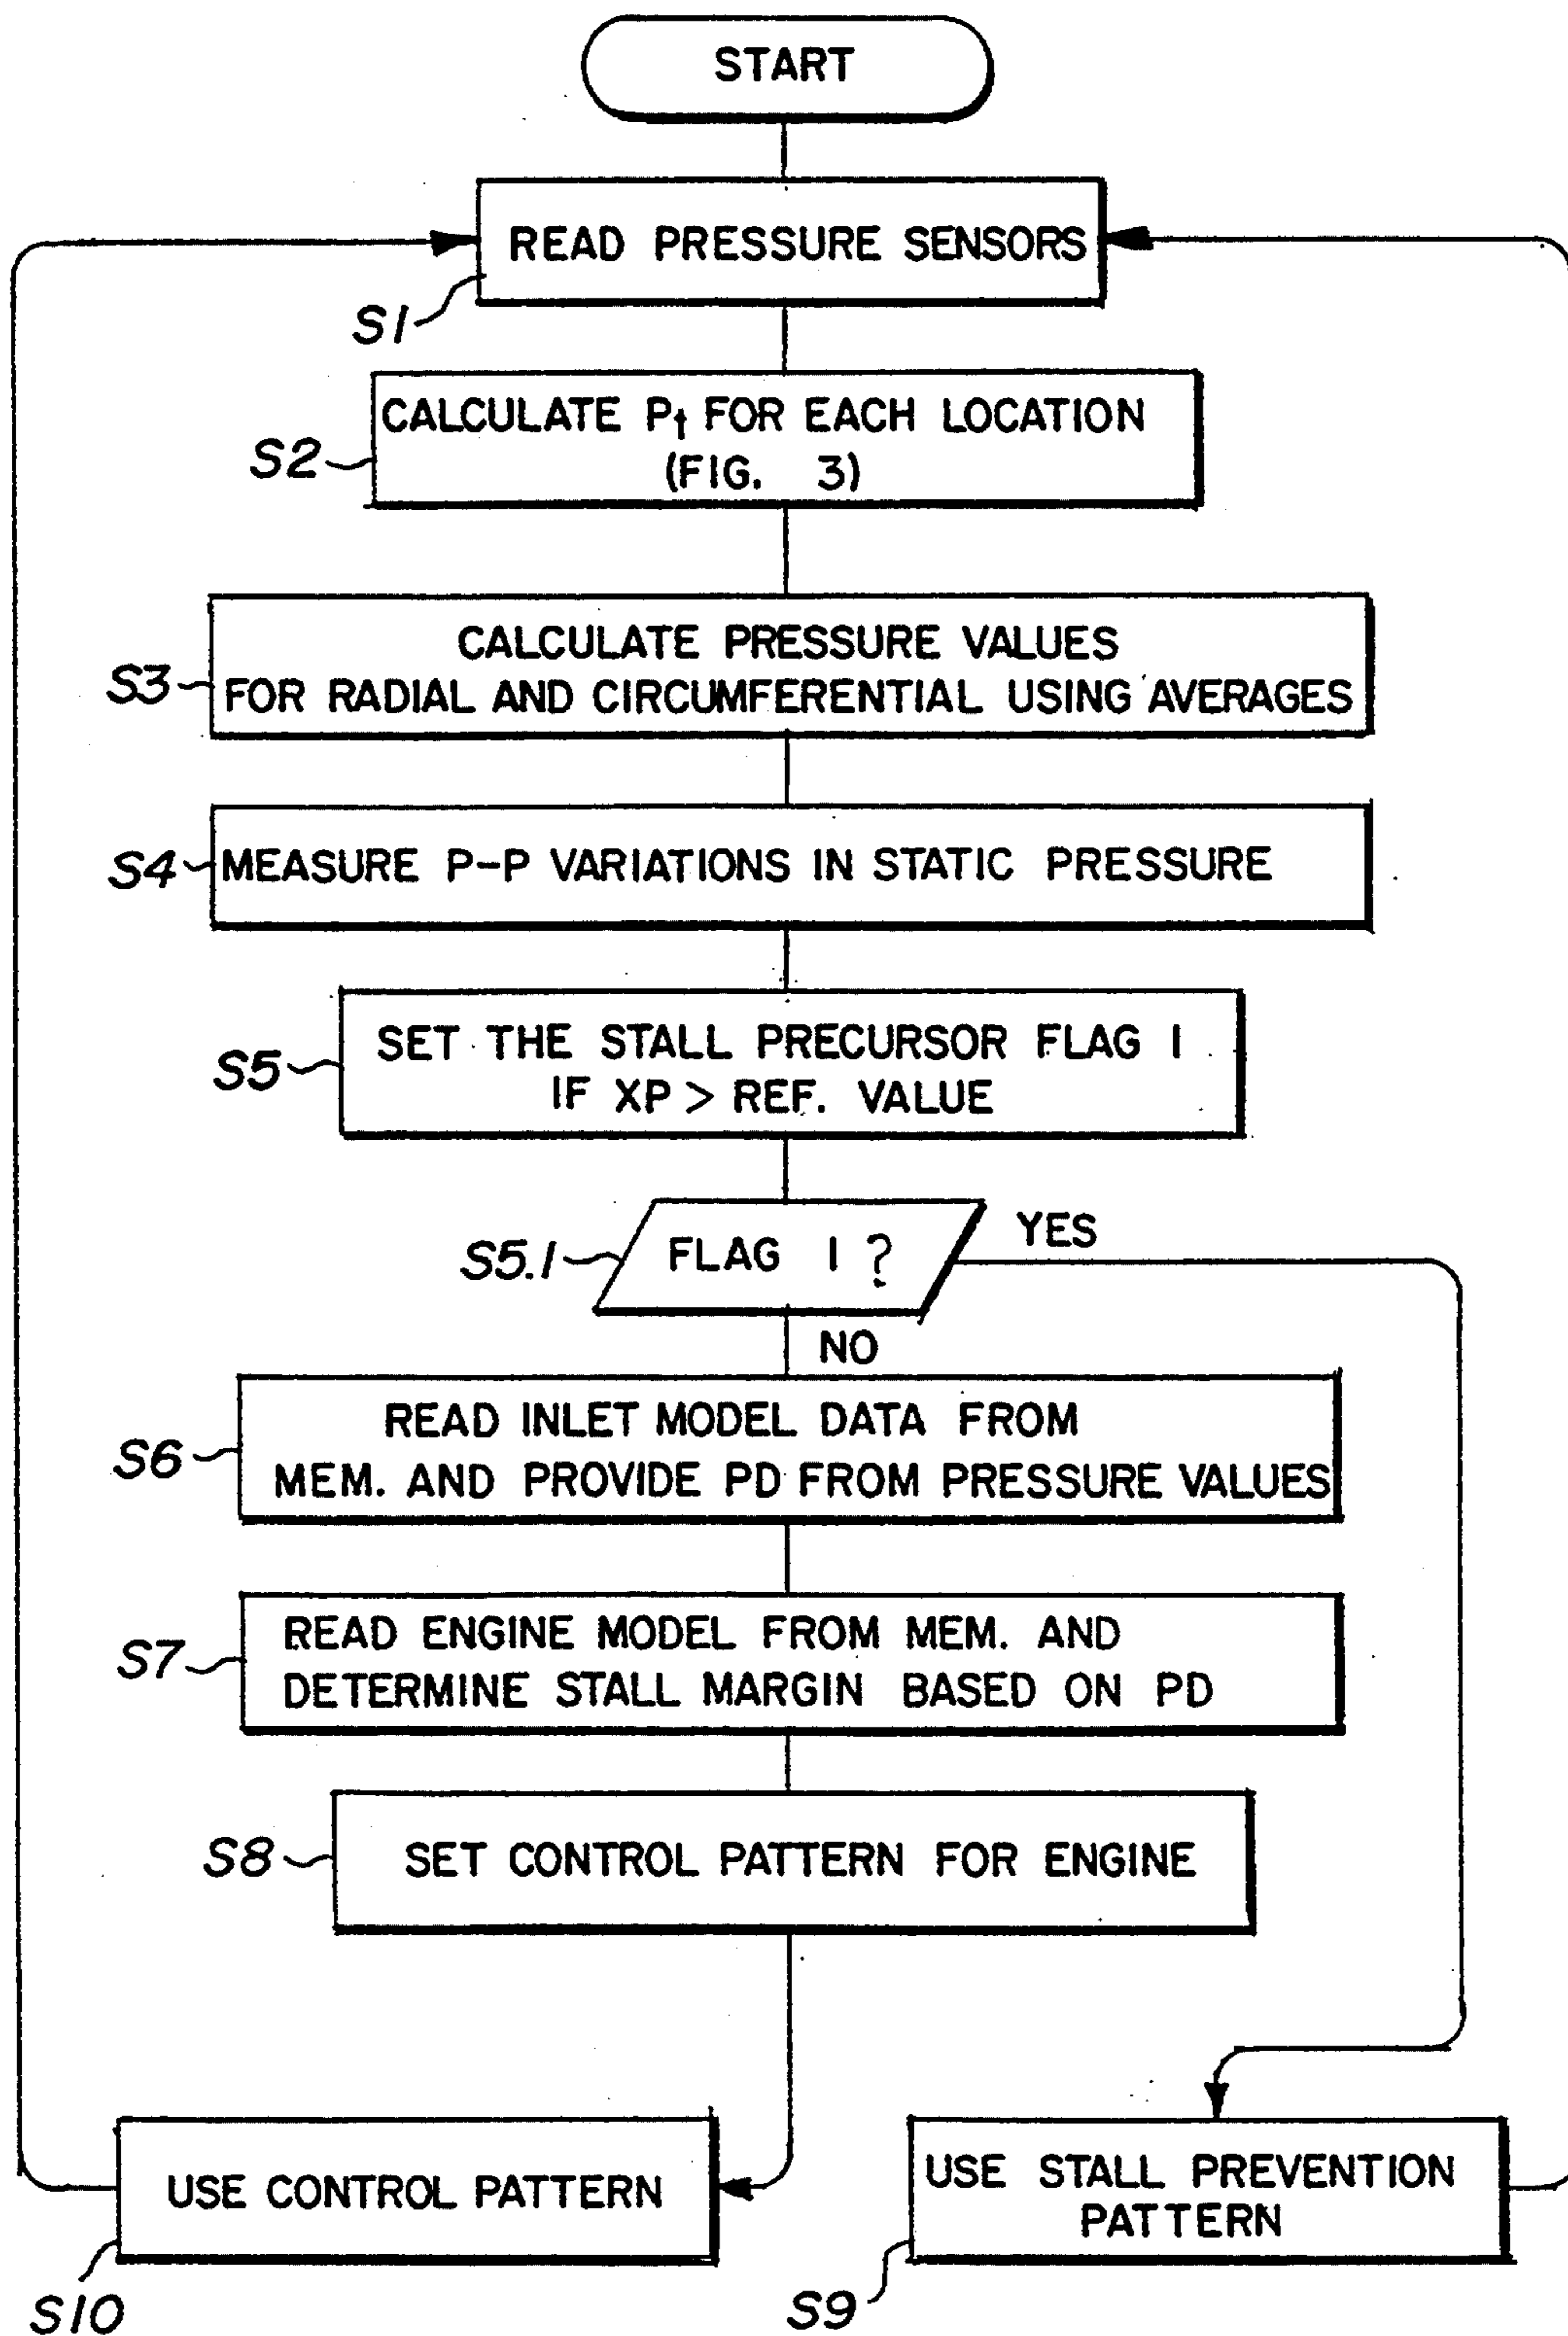 START
READ PRESSURE SENSORS
S1
CALCULATE Pt FOR EACH LOCATION
(FIG. 3)
S2
CALCULATE PRESSURE VALUES
FOR RADIAL AND CIRCUMFERENTIAL USING AVERAGES
S3
MEASURE P-P VARIATIONS IN STATIC PRESSURE
S4
SET THE STALL PRECURSOR FLAG 1
IF XP > REF. VALUE
S5
FLAG 1 ?
S5.1
YES
NO
READ INLET MODEL DATA FROM
MEM. AND PROVIDE PD FROM PRESSURE VALUES
S6
READ ENGINE MODEL FROM MEM. AND
DETERMINE STALL MARGIN BASED ON PD
S7
SET CONTROL PATTERN FOR ENGINE
S8
USE CONTROL PATTERN
S10
USE STALL PREVENTION
PATTERN
S9